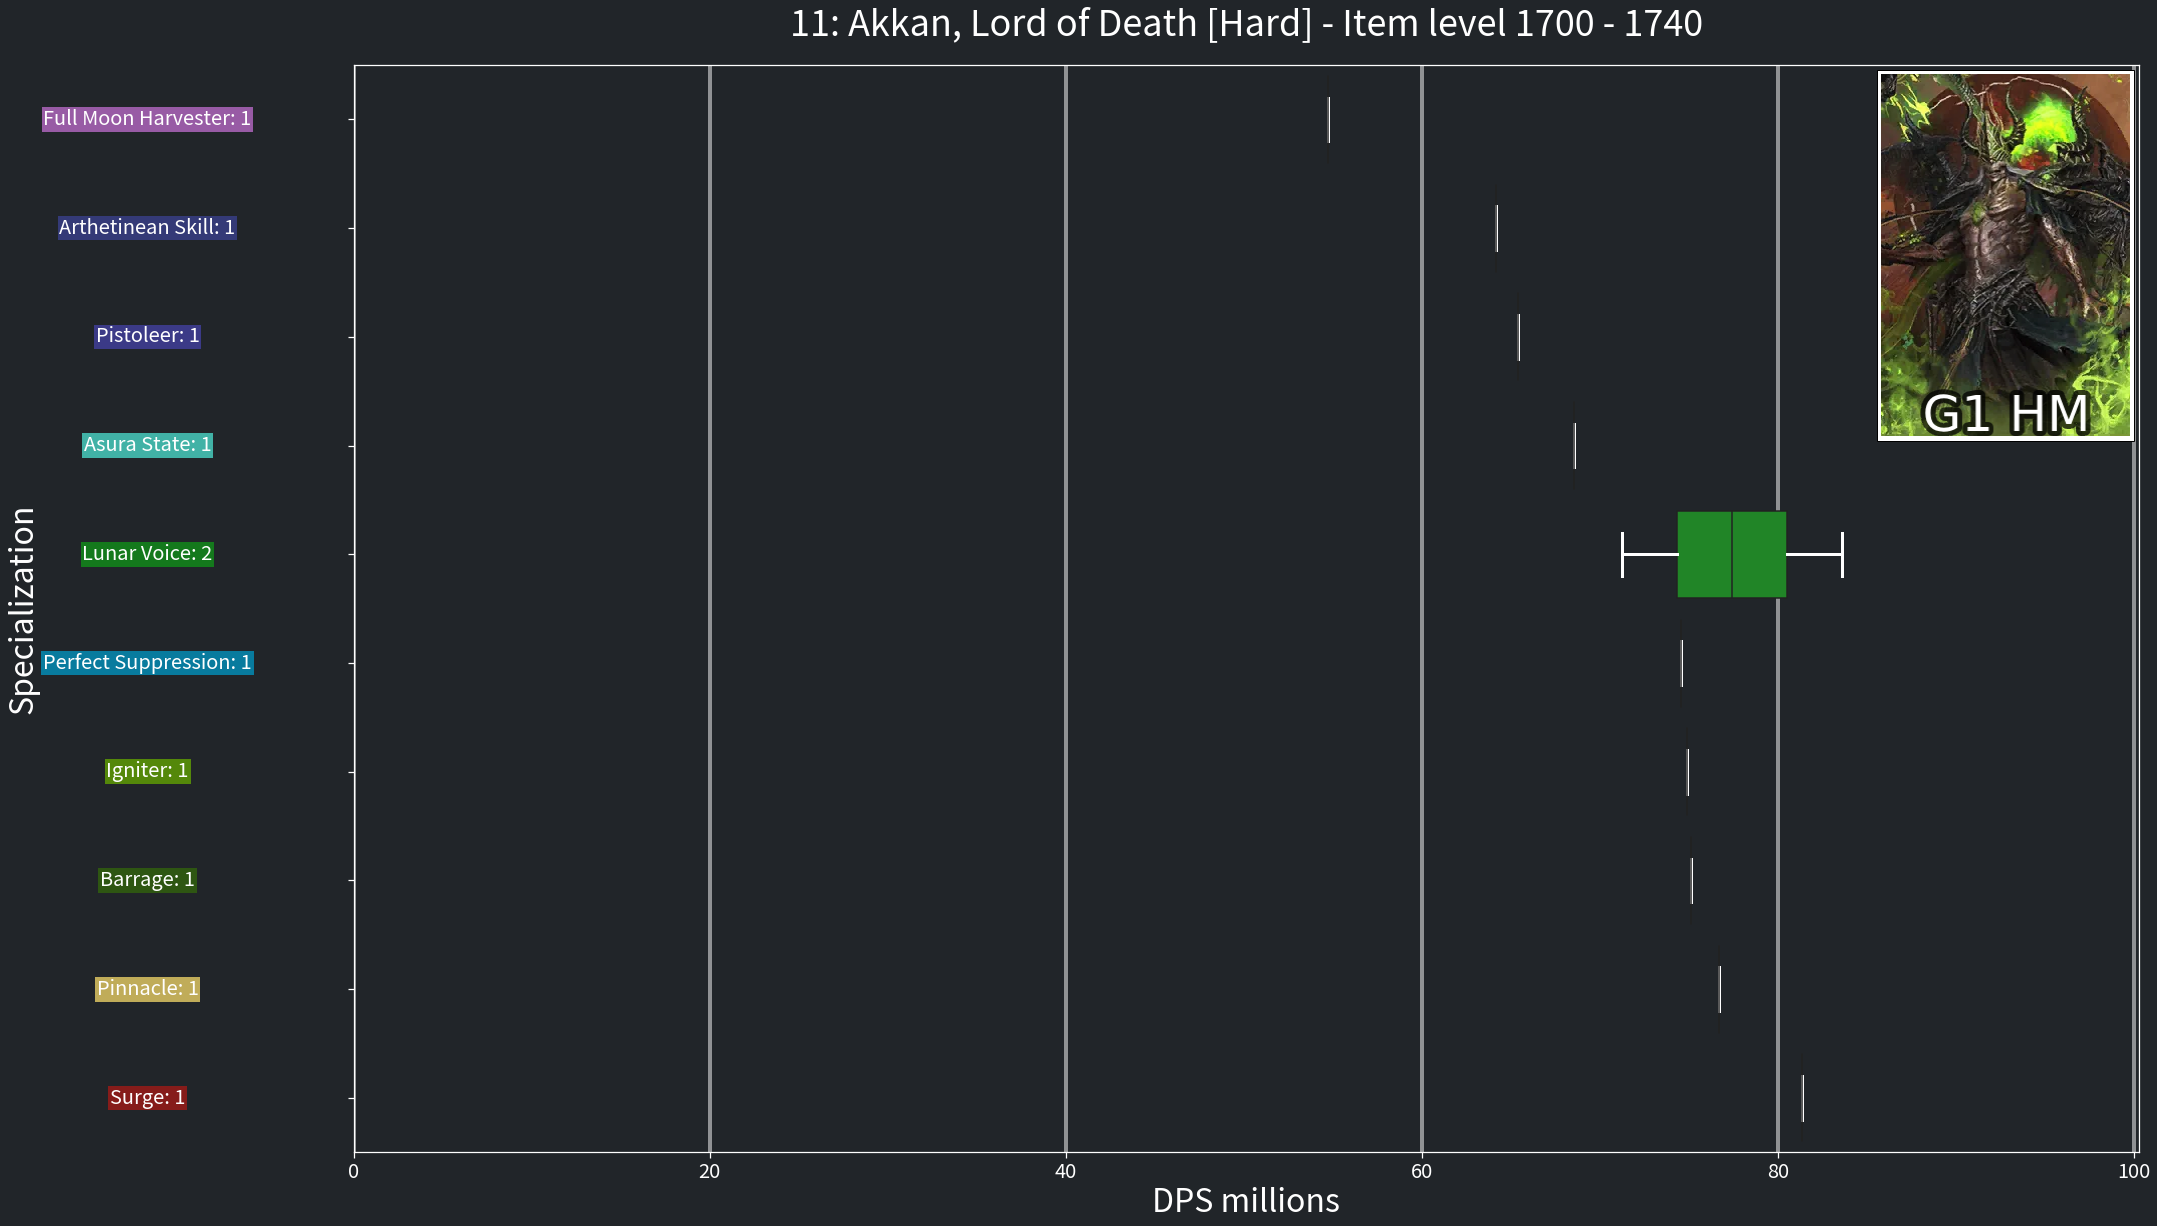 11: Akkan, Lord of Death [Hard] - Item level 1700 - 1740
Full Moon Harvester: 1
Arthetinean Skill: 1
Pistoleer: 1
Asura State: 1
Lunar Voice: 2
Perfect Suppression: 1
Igniter: 1
Barrage: 1
Pinnacle: 1
Surge: 1
Specialization
G1 HM
0 20 40 60 80 100
DPS millions